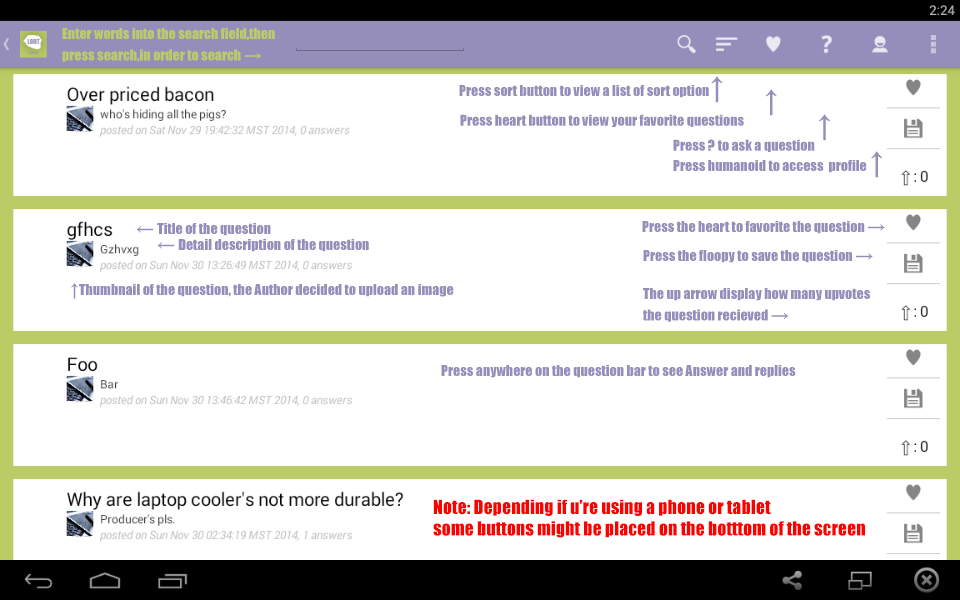 2:24
Enter words into the search field,then
press search,in order to search →
Over priced bacon
who's hiding all the pigs?
posted on Sat Nov 29 19:42:32 MST 2014, 0 answers
Press sort button to view a list of sort option
Press heart button to view your favorite questions
Press ? to ask a question
Press humanoid to access profile
⇧: 0
gfhcs
← Title of the question
Gzhvxg
← Detail description of the question
posted on Sun Nov 30 13:26:49 MST 2014, 0 answers
↑Thumbnail of the question, the Author decided to upload an image
Press the heart to favorite the question →
Press the floopy to save the question →
The up arrow display how many upvotes
the question recieved →
⇧: 0
Foo
Bar
posted on Sun Nov 30 13:46:42 MST 2014, 0 answers
Press anywhere on the question bar to see Answer and replies
⇧: 0
Why are laptop cooler's not more durable?
Producer's pls.
posted on Sun Nov 30 02:34:19 MST 2014, 1 answers
Note: Depending if u're using a phone or tablet
some buttons might be placed on the botttom of the screen